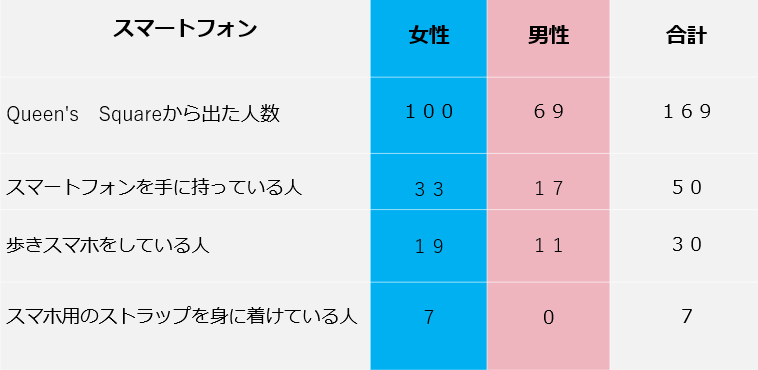 スマートフォン 女性 男性 合計
Queen's　Squareから出た人数 １００ ６９ １６９
スマートフォンを手に持っている人 ３３ １７ ５０
歩きスマホをしている人 １９ １１ ３０
スマホ用のストラップを身に着けている人 ７ ０ ７